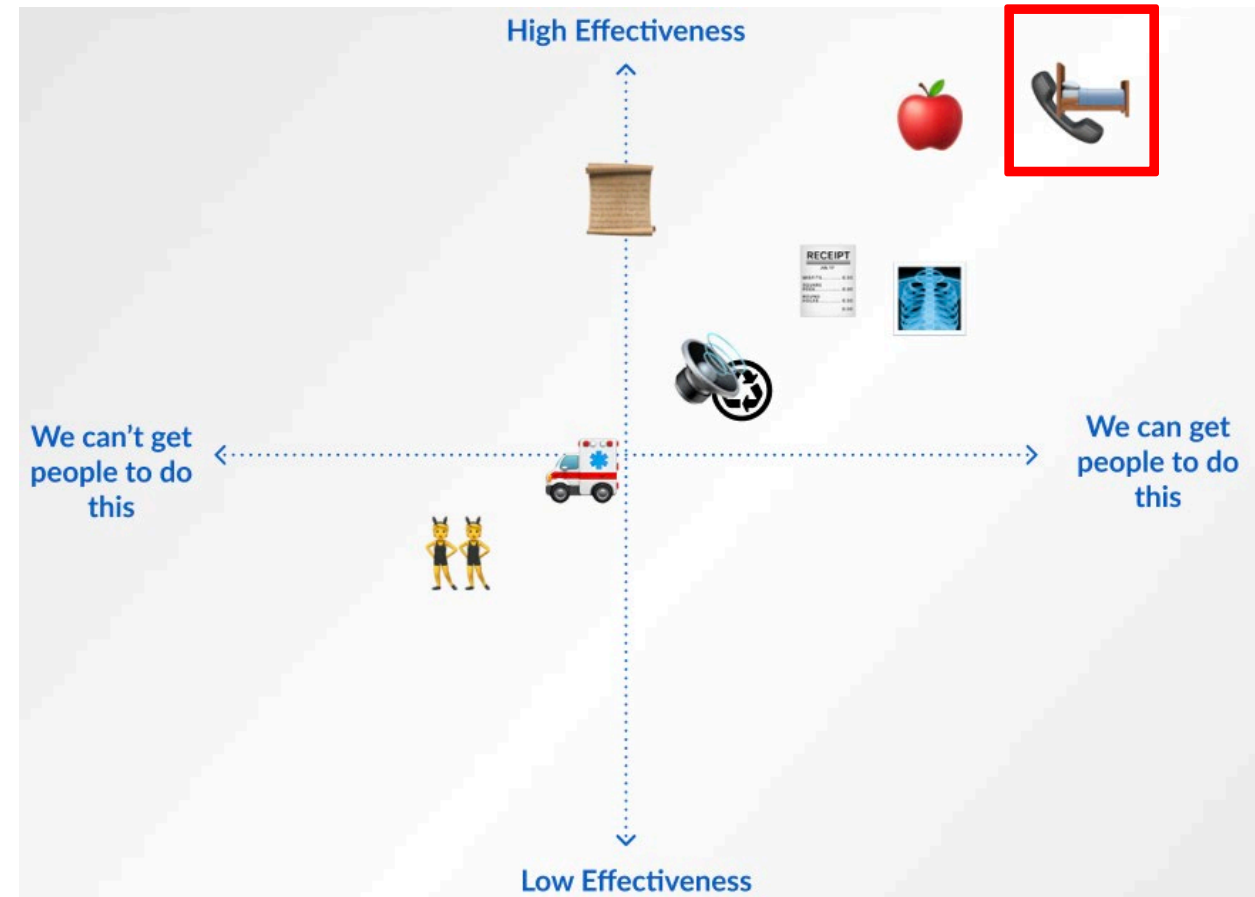 High Effectiveness
RECEIPT
We can't get
people to do
this
We can get
people to do
this
Low Effectiveness